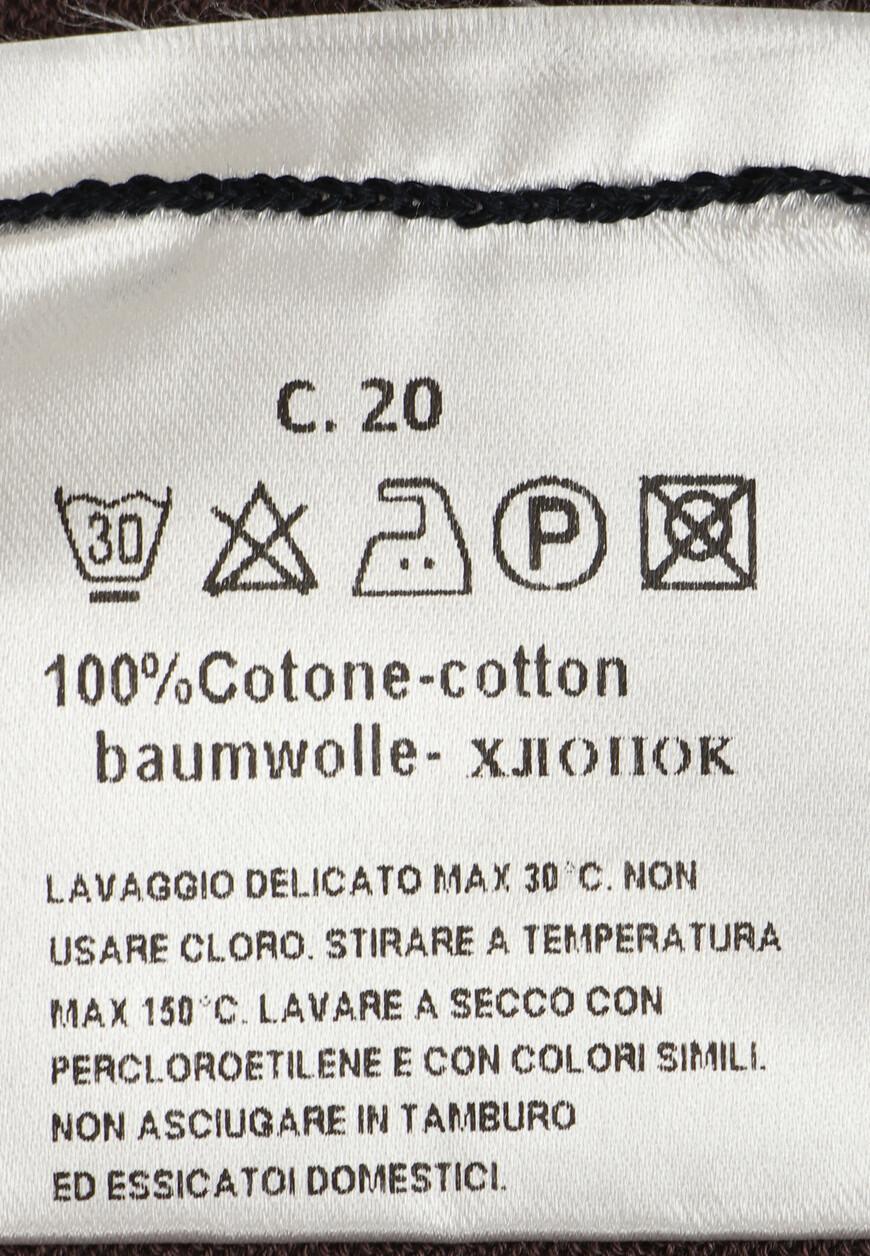 C. 20
30 P
100%Cotone-cotton
baumwolle- хлопок
LAVAGGIO DELICATO MAX 30°C. NON
USARE CLORO. STIRARE A TEMPERATURA
MAX 150°C. LAVARE A SECCO CON
PERCLOROETILENE E CON COLORI SIMILI.
NON ASCIUGARE IN TAMBURO
ED ESSICATOI DOMESTICI.